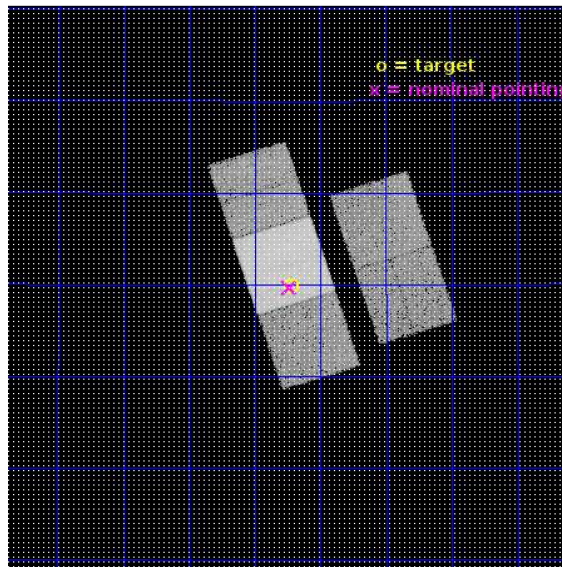 o = target
x = nominal pointing